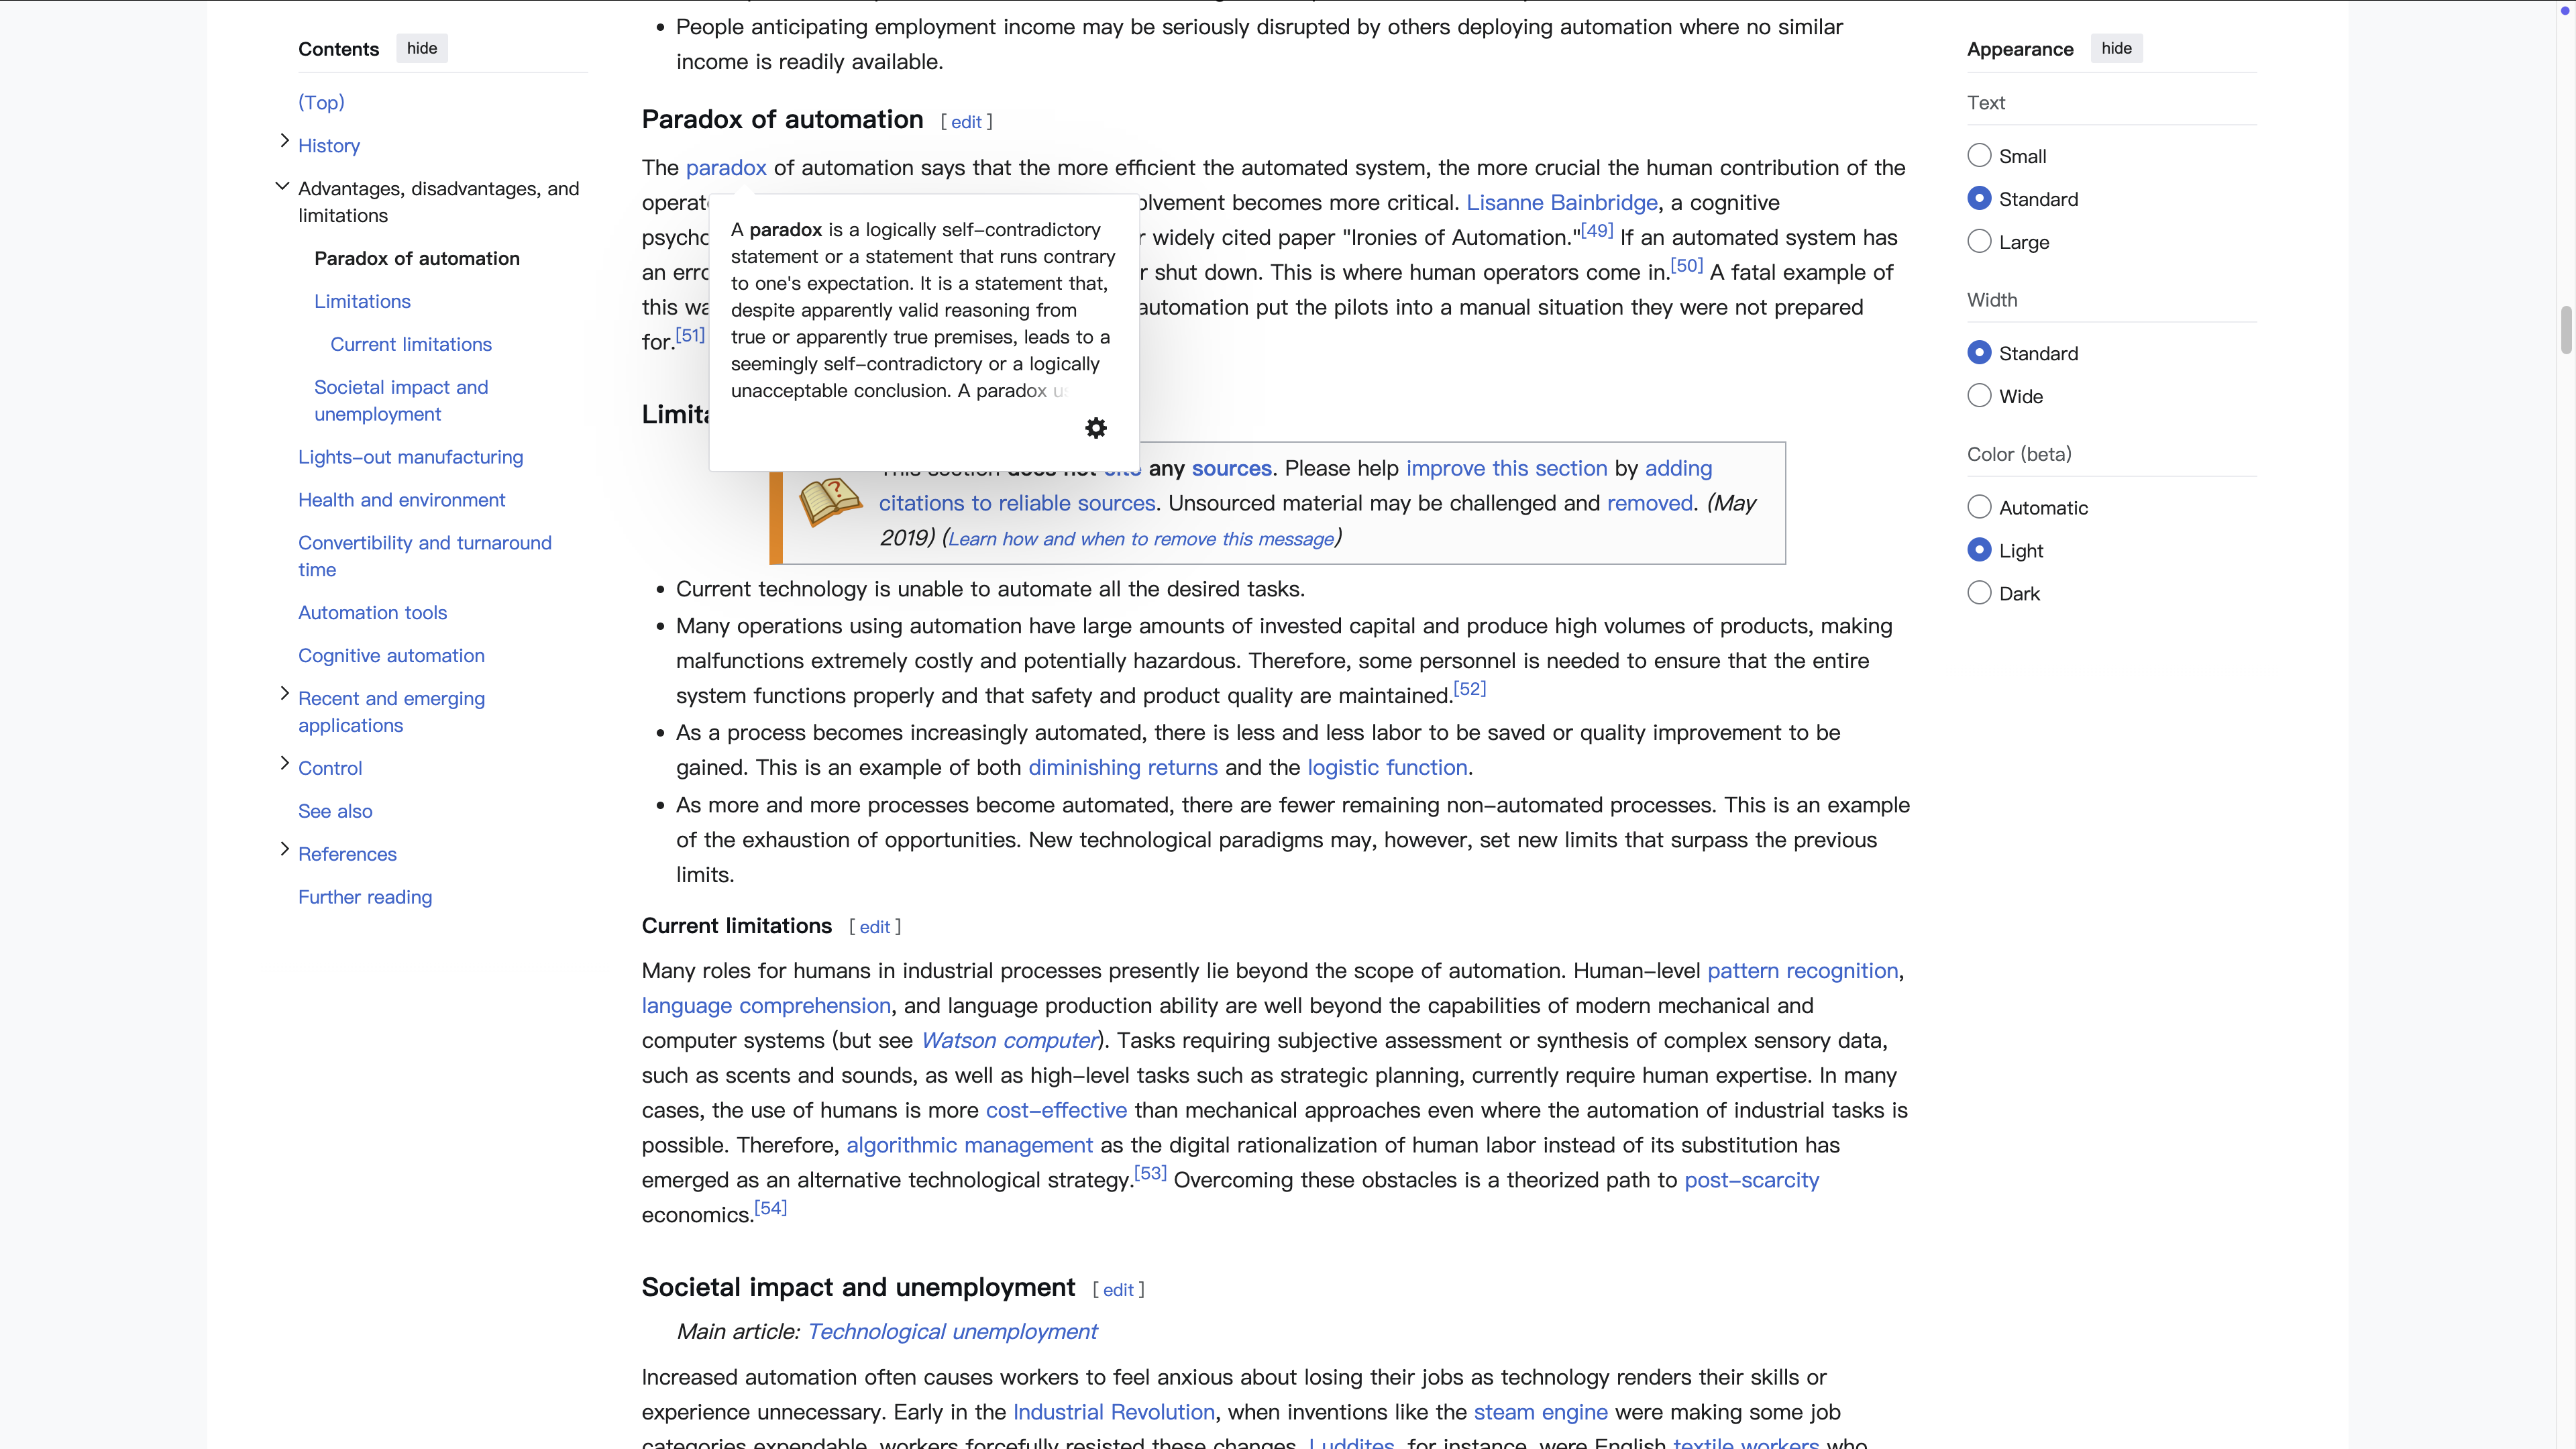 Contents hide
(Top)
History
Advantages, disadvantages, and
limitations
Paradox of automation
Limitations
Current limitations
Societal impact and
unemployment
Lights-out manufacturing
Health and environment
Convertibility and turnaround
time
Automation tools
Cognitive automation
Recent and emerging
applications
Control
See also
References
Further reading
People anticipating employment income may be seriously disrupted by others deploying automation where no similar
income is readily available.
Paradox of automation [ edit ]
The paradox of automation says that the more efficient the automated system, the more crucial the human contribution of the
becomes more critical. Lisanne Bainbridge, a cognitive
widely cited paper "Ironies of Automation."[49] If an automated system has
an shut down. This is where human operators come in.[50] A fatal example of
this automation put the pilots into a manual situation they were not prepared
for.[51]
A paradox is a logically self-contradictory
statement or a statement that runs contrary
to one's expectation. It is a statement that,
despite apparently valid reasoning from
true or apparently true premises, leads to a
seemingly self-contradictory or a logically
unacceptable conclusion. A paradox
This section does not cite any sources. Please help improve this section by adding
citations to reliable sources. Unsourced material may be challenged and removed. (May
2019) (Learn how and when to remove this message)
Current technology is unable to automate all the desired tasks.
Many operations using automation have large amounts of invested capital and produce high volumes of products, making
malfunctions extremely costly and potentially hazardous. Therefore, some personnel is needed to ensure that the entire
system functions properly and that safety and product quality are maintained.[52]
As a process becomes increasingly automated, there is less and less labor to be saved or quality improvement to be
gained. This is an example of both diminishing returns and the logistic function.
As more and more processes become automated, there are fewer remaining non-automated processes. This is an example
of the exhaustion of opportunities. New technological paradigms may, however, set new limits that surpass the previous
limits.
Current limitations [ edit ]
Many roles for humans in industrial processes presently lie beyond the scope of automation. Human-level pattern recognition,
language comprehension, and language production ability are well beyond the capabilities of modern mechanical and
computer systems (but see Watson computer). Tasks requiring subjective assessment or synthesis of complex sensory data,
such as scents and sounds, as well as high-level tasks such as strategic planning, currently require human expertise. In many
cases, the use of humans is more cost-effective than mechanical approaches even where the automation of industrial tasks is
possible. Therefore, algorithmic management as the digital rationalization of human labor instead of its substitution has
emerged as an alternative technological strategy.[53] Overcoming these obstacles is a theorized path to post-scarcity
economics.[54]
Societal impact and unemployment [ edit ]
Main article: Technological unemployment
Increased automation often causes workers to feel anxious about losing their jobs as technology renders their skills or
experience unnecessary. Early in the Industrial Revolution, when inventions like the steam engine were making some job
categories expendable, workers forcefully resisted these changes. Luddites, for instance, were English textile workers who
Appearance hide
Text
Small
Standard
Large
Width
Standard
Wide
Color (beta)
Automatic
Light
Dark